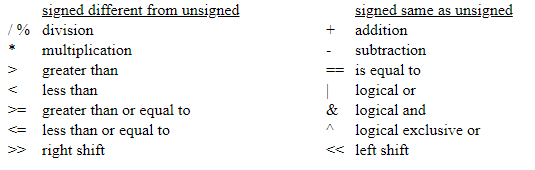 signed different from unsigned signed same as unsigned
/ % division + addition
* multiplication - subtraction
> greater than == is equal to
< less than | logical or
>= greater than or equal to & logical and
<= less than or equal to ^ logical exclusive or
>> right shift << left shift